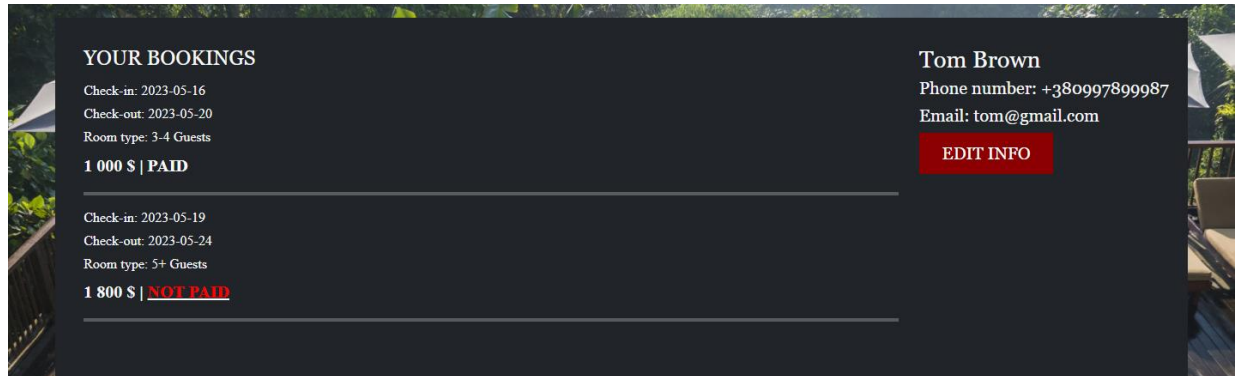 YOUR BOOKINGS
Check-in: 2023-05-16
Check-out: 2023-05-20
Room type: 3-4 Guests
1 000 $ | PAID
Check-in: 2023-05-19
Check-out: 2023-05-24
Room type: 5+ Guests
1 800 $ | NOT PAID
Tom Brown
Phone number: +380997899987
Email: tom@gmail.com
EDIT INFO